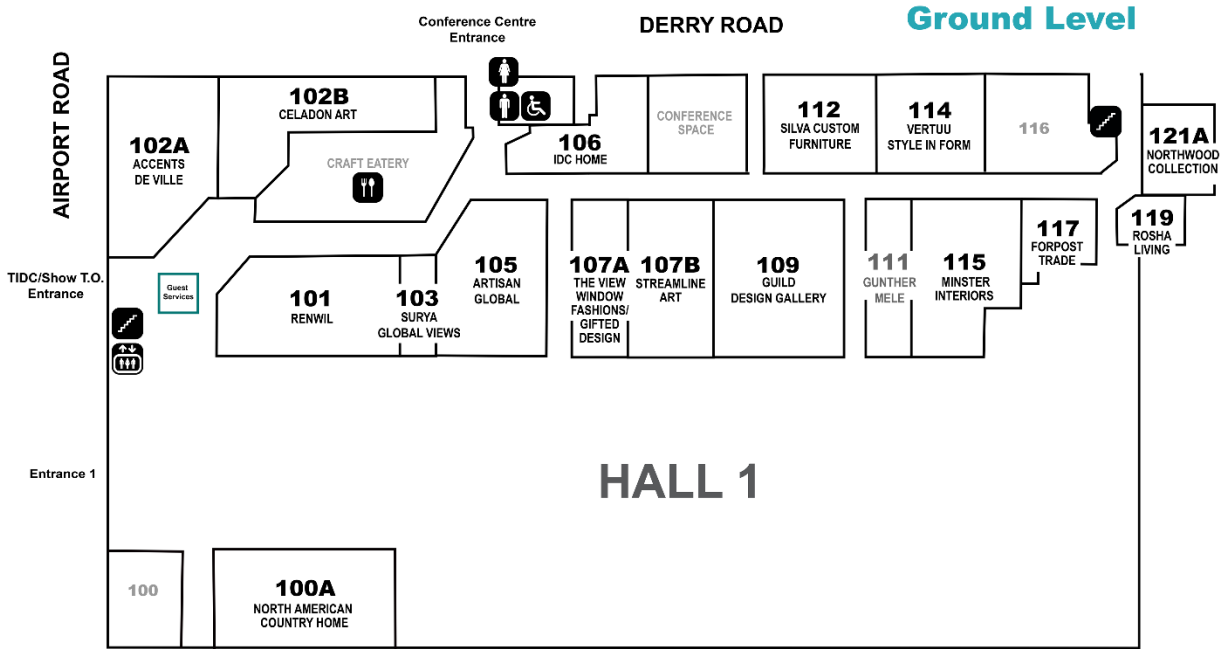 Ground Level
DERRY ROAD
Conference Centre
Entrance
AIRPORT ROAD
102A
ACCENTS
DE VILLE
102B
CELADON ART
CRAFT EATERY
106
IDC HOME
CONFERENCE
SPACE
112
SILVA CUSTOM
FURNITURE
114
VERTUU
STYLE IN FORM
116
121A
NORTHWOOD
COLLECTION
119
ROSHA
LIVING
TIDC/Show T.O.
Entrance
Guest
Services
101
RENWIL
103
SURYA
GLOBAL VIEWS
105
ARTISAN
GLOBAL
107A
THE VIEW
WINDOW
FASHIONS/
GIFTED
DESIGN
107B
STREAMLINE
ART
109
GUILD
DESIGN GALLERY
111
GUNTHER
MELE
115
MINSTER
INTERIORS
117
FORPOST
TRADE
Entrance 1
HALL 1
100
100A
NORTH AMERICAN
COUNTRY HOME